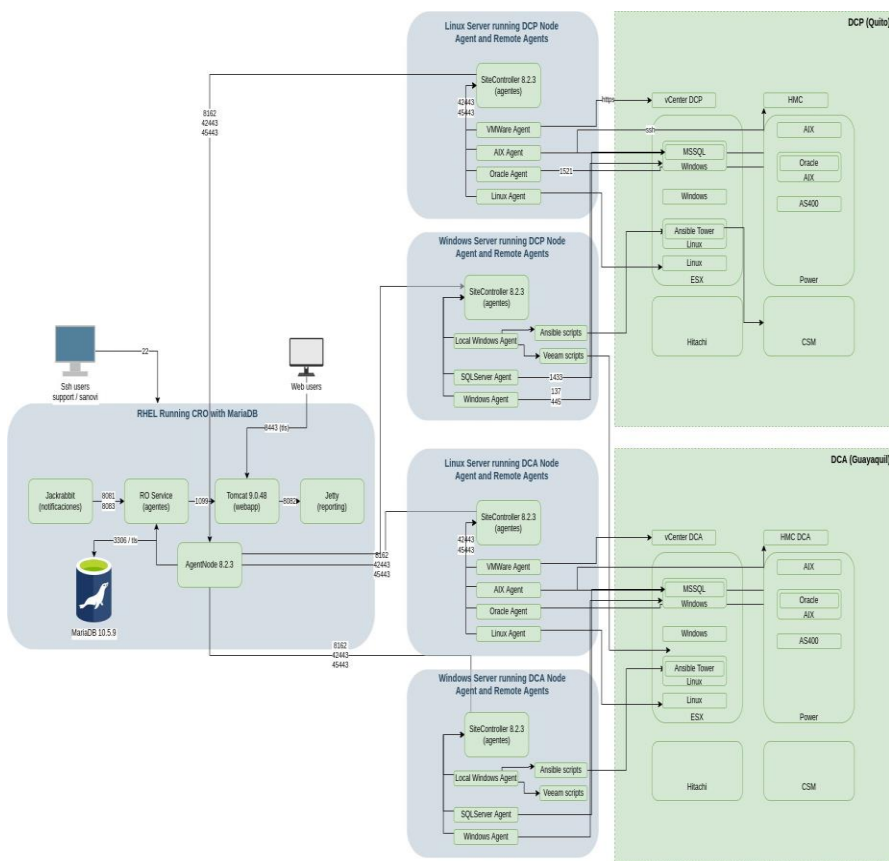 Linux Server running DCP Node
Agent and Remote Agents
SiteController 8.2.3
(agentes)
42443
45443
VMWare Agent
AIX Agent
Oracle Agent
Linux Agent
https
ssh
1521
8162
42443
45443
DCP (Quito)
vCenter DCP
HMC
MSSQL
Windows
Windows
Ansible Tower
Linux
Linux
ESX
AIX
Oracle
AIX
AS400
Power
Hitachi
CSM
Windows Server running DCP Node
Agent and Remote Agents
SiteController 8.2.3
(agentes)
Local Windows Agent
Ansible scripts
Veeam scripts
SQLServer Agent
Windows Agent
1433
137
445
22
Ssh users
support / sanovi
Web users
RHEL Running CRO with MariaDB
8443 (tls)
Jackrabbit
(notificaciones)
8081
8083
RO Service
(agentes)
1099
Tomcat 9.0.48
(webapp)
8082
Jetty
(reporting)
3306 / tls
AgentNode 8.2.3
MariaDB 10.5.9
8162
42443
45443
8162
42443
45443
Linux Server running DCA Node
Agent and Remote Agents
SiteController 8.2.3
(agentes)
42443
45443
VMWare Agent
AIX Agent
Oracle Agent
Linux Agent
DCA (Guayaquil)
vCenter DCA
HMC DCA
MSSQL
Windows
Windows
Ansible Tower
Linux
Linux
ESX
AIX
Oracle
AIX
AS400
Power
Hitachi
CSM
Windows Server running DCA Node
Agent and Remote Agents
SiteController 8.2.3
(agentes)
Local Windows Agent
Ansible scripts
Veeam scripts
SQLServer Agent
Windows Agent